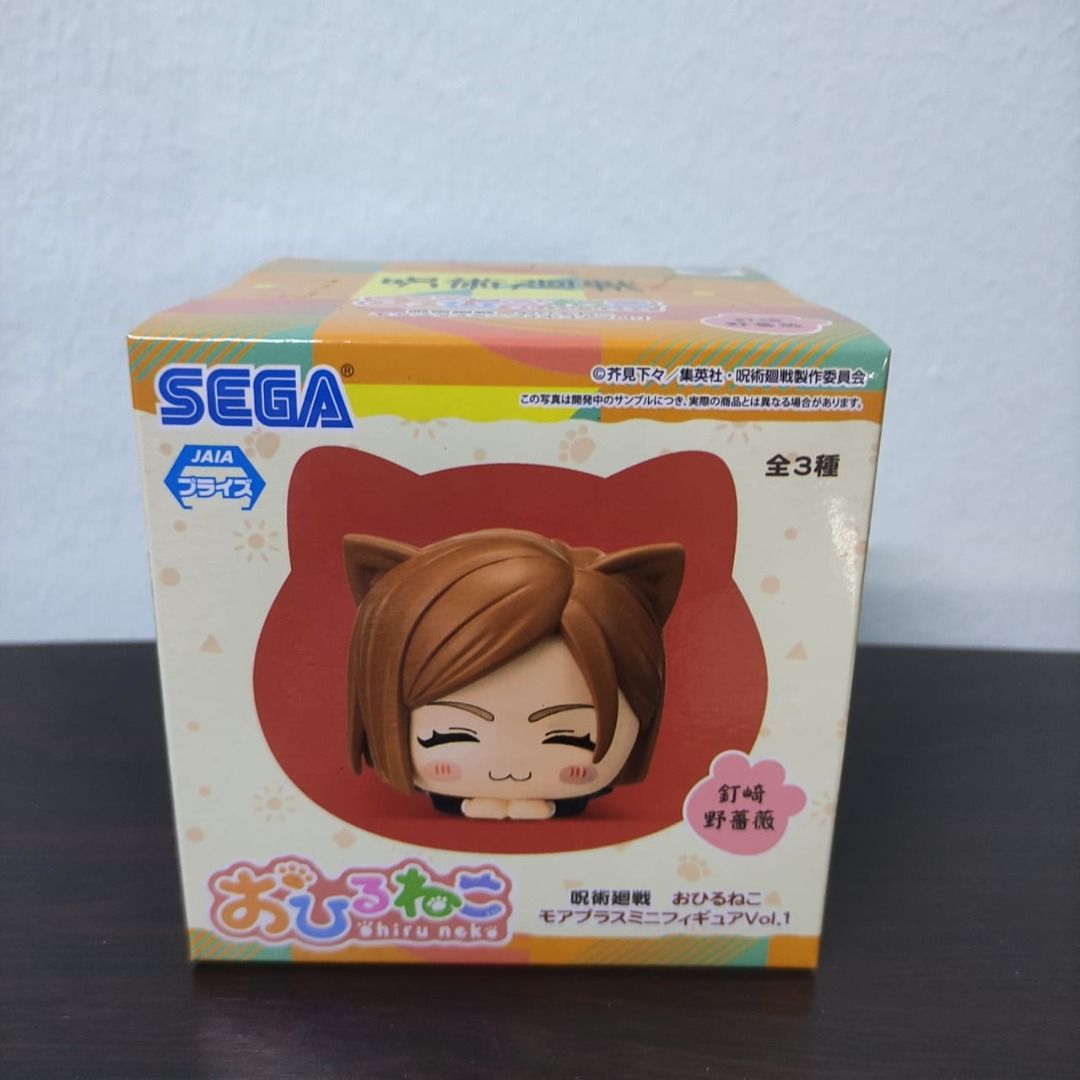 呪術廻戦
SEGA®
©芥見下々／集英社・呪術廻戦製作委員会
この写真は開発中のサンプルにつき、実際の商品とは異なる場合があります。
JAIA
プライズ
全3種
釘崎
野薔薇
おひるねこ
Ohiru neko
呪術廻戦 おひるねこ
モアプラスミニフィギュアVol.1